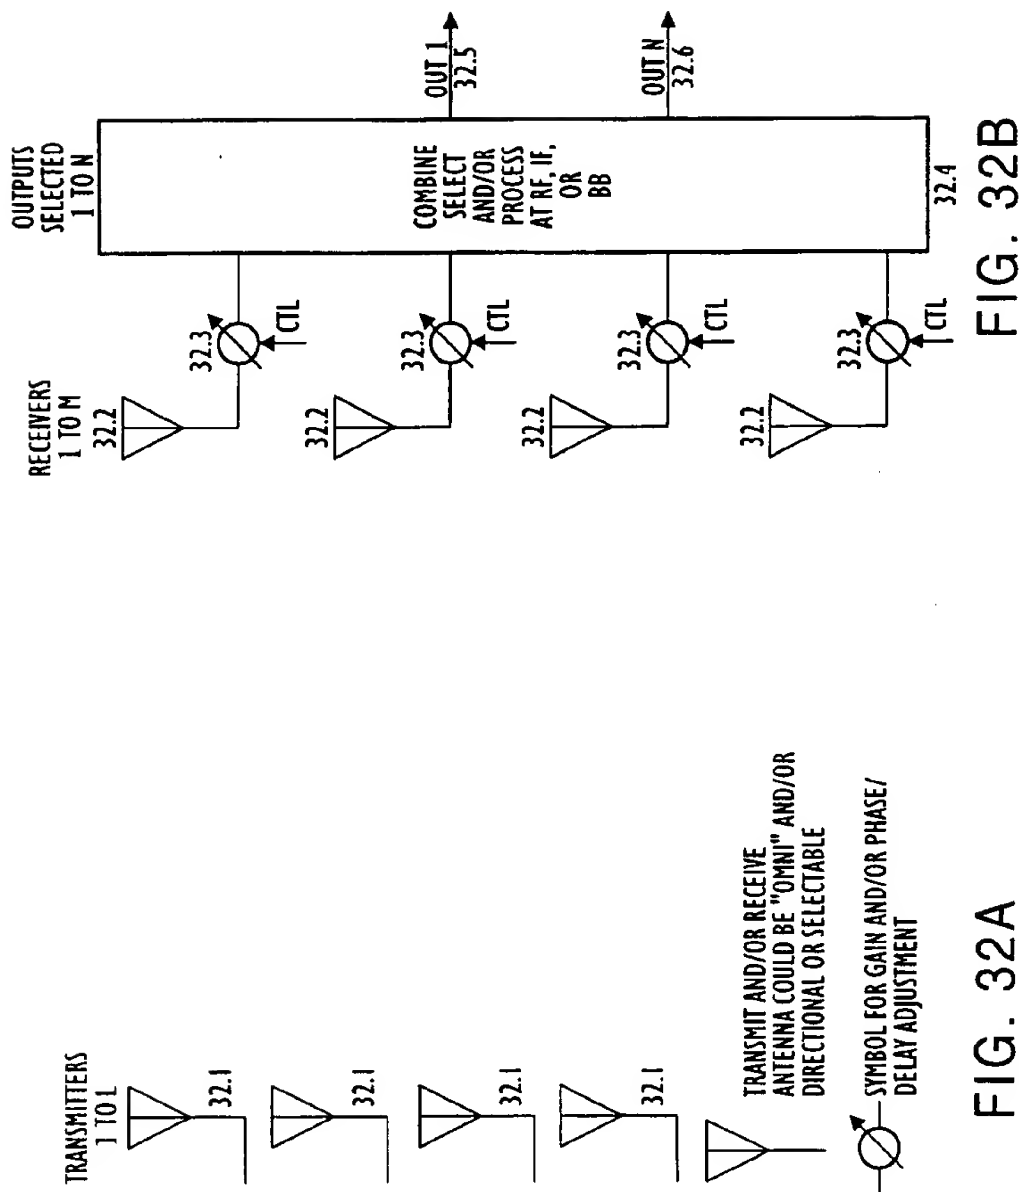 TRANSMITTERS
1 TO L
32.1
32.1
32.1
32.1
TRANSMIT AND/OR RECEIVE
ANTENNA COULD BE "OMNI" AND/OR
DIRECTIONAL OR SELECTABLE
SYMBOL FOR GAIN AND/OR PHASE/
DELAY ADJUSTMENT
FIG. 32A
RECEIVERS
1 TO M
32.2
32.3
CTL
32.2
32.3
CTL
32.2
32.3
CTL
32.2
32.3
CTL
OUTPUTS
SELECTED
1 TO N
COMBINE
SELECT
AND/OR
PROCESS
AT RF, IF,
OR
BB
32.4
OUT 1
32.5
OUT N
32.6
FIG. 32B